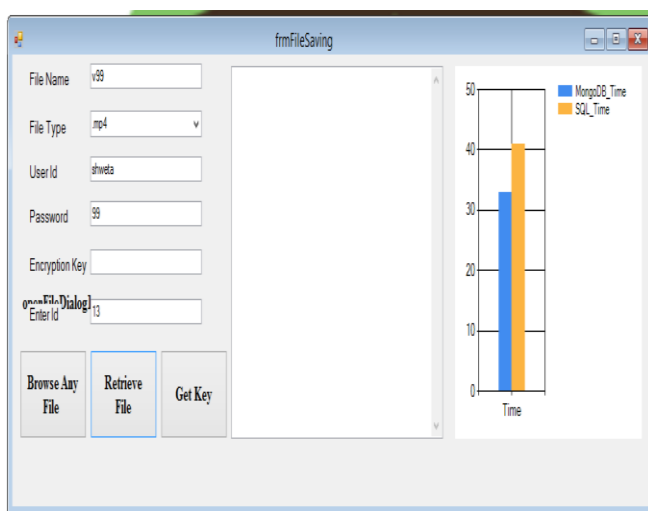 frmFileSaving
File Name v99
File Type .mp4
User Id shweta
Password 99
Encryption Key
openFileDialog1
Enter Id 13
Browse Any
File
Retrieve
File
Get Key
50
40
30
20
10
0
Time
MongoDB_Time
SQL_Time